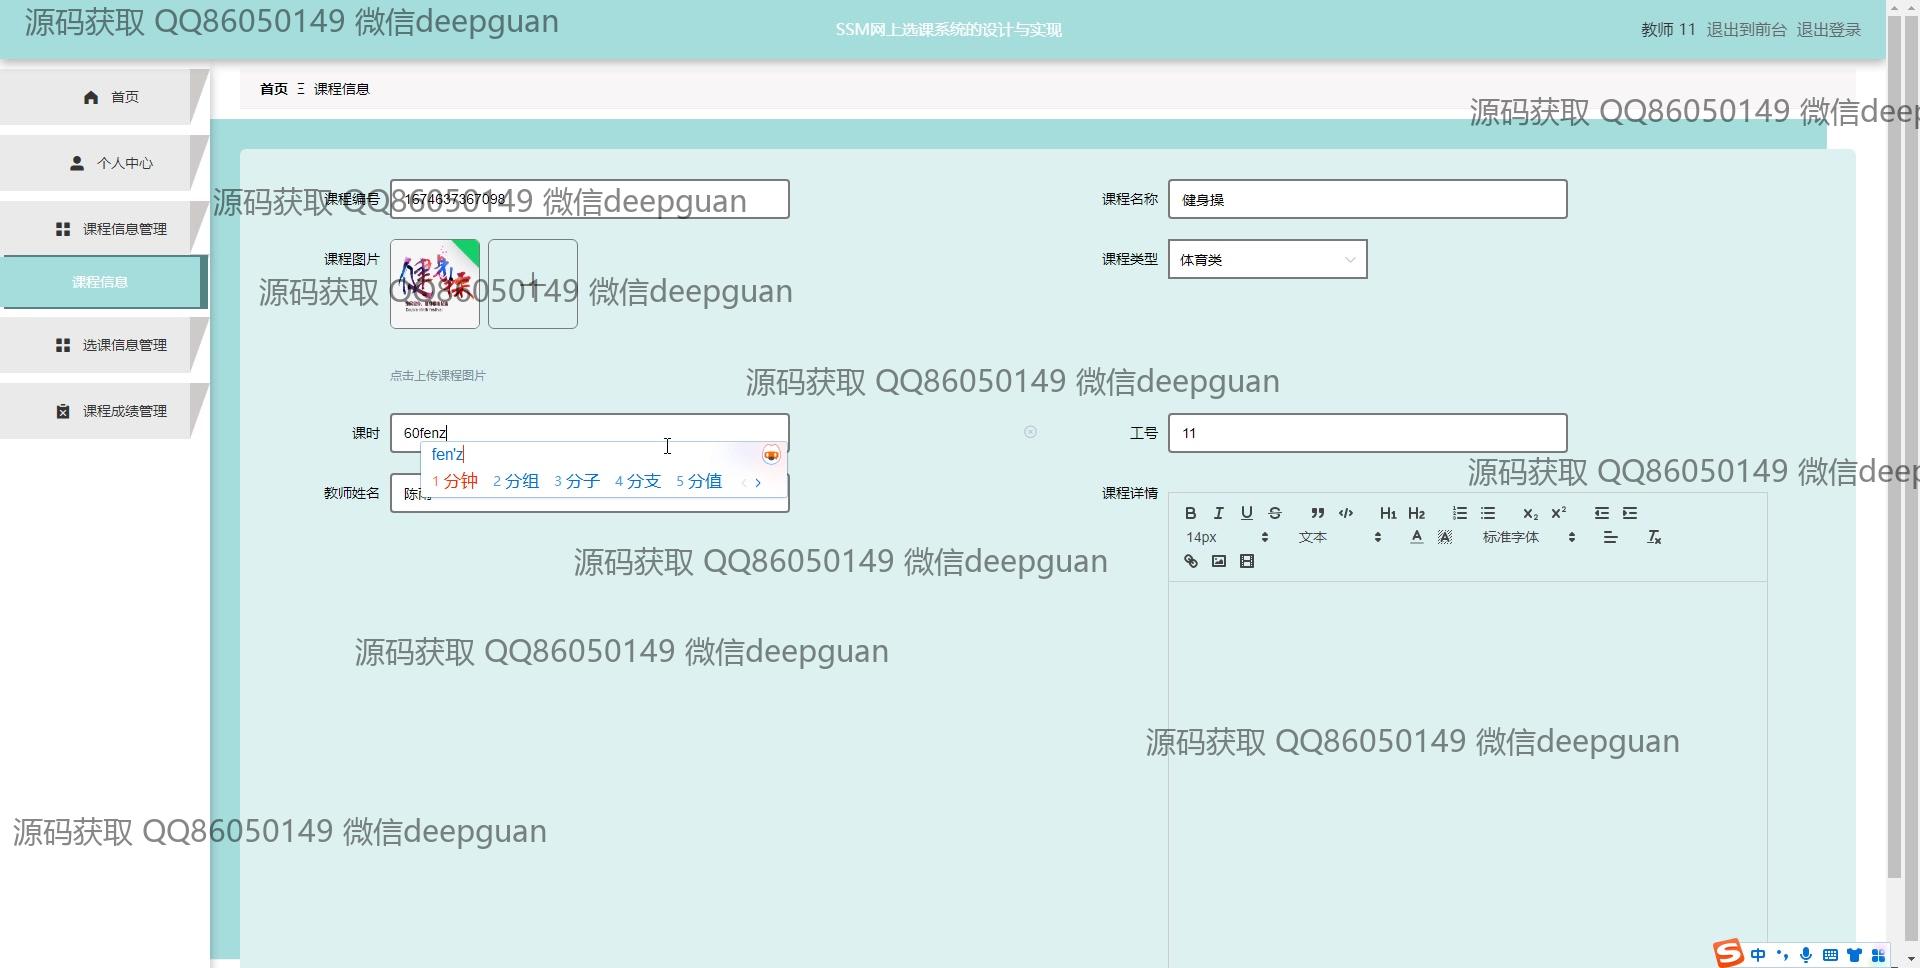 源码获取 QQ86050149 微信deepguan
SSM网上选课系统的设计与实现
教师 11 退出到前台 退出登录
首页
首页 Ξ 课程信息
源码获取 QQ86050149 微信deep
个人中心
课程编号 1674637367098
课程名称 健身操
源码获取 QQ86050149 微信deepguan
课程信息管理
课程图片
健身操
课程类型 体育类
课程信息
源码获取 QQ86050149 微信deepguan
选课信息管理
点击上传课程图片
源码获取 QQ86050149 微信deepguan
课程成绩管理
课时 60fenz
工号 11
fen'z
1 分钟 2 分组 3 分子 4 分支 5 分值
源码获取 QQ86050149 微信deep
教师姓名 陈
课程详情
B I U S H1 H2 X₂ X²
14px 文本 A A 标准字体 Tx
源码获取 QQ86050149 微信deepguan
源码获取 QQ86050149 微信deepguan
源码获取 QQ86050149 微信deepguan
源码获取 QQ86050149 微信deepguan
S 中